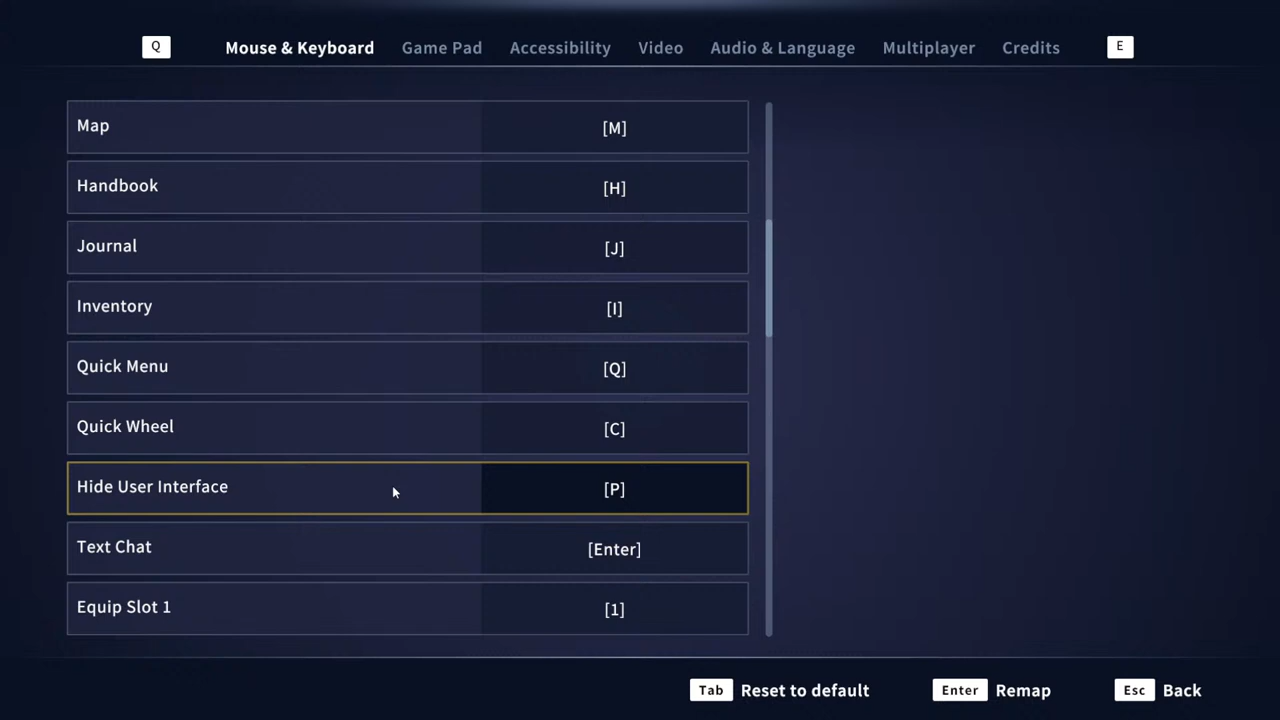 Q Mouse & Keyboard Game Pad Accessibility Video Audio & Language Multiplayer Credits E
Map [M]
Handbook [H]
Journal [J]
Inventory [I]
Quick Menu [Q]
Quick Wheel [C]
Hide User Interface [P]
Text Chat [Enter]
Equip Slot 1 [1]
Tab Reset to default Enter Remap Esc Back